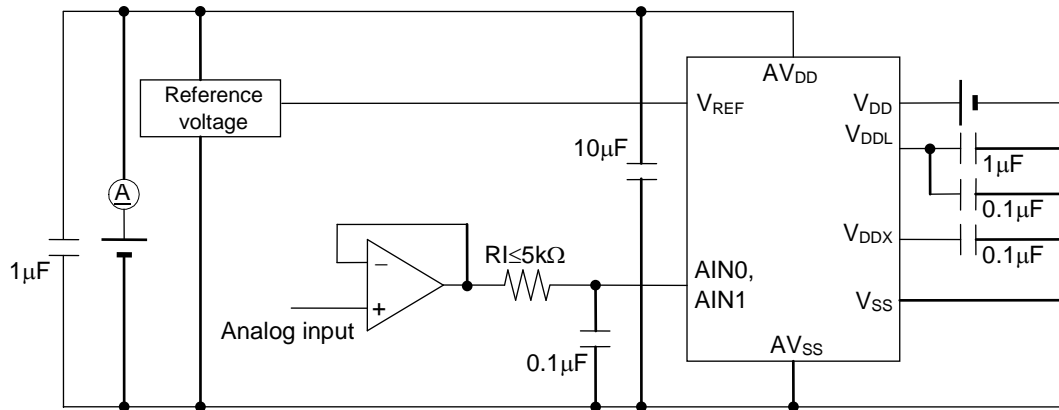 AVDD
Reference
voltage
VREF
VDD
VDDL
10μF
1μF
A
0.1μF
VDDX
0.1μF
1μF
RI≤5kΩ
AIN0,
AIN1
−
+
VSS
Analog input
0.1μF
AVSS